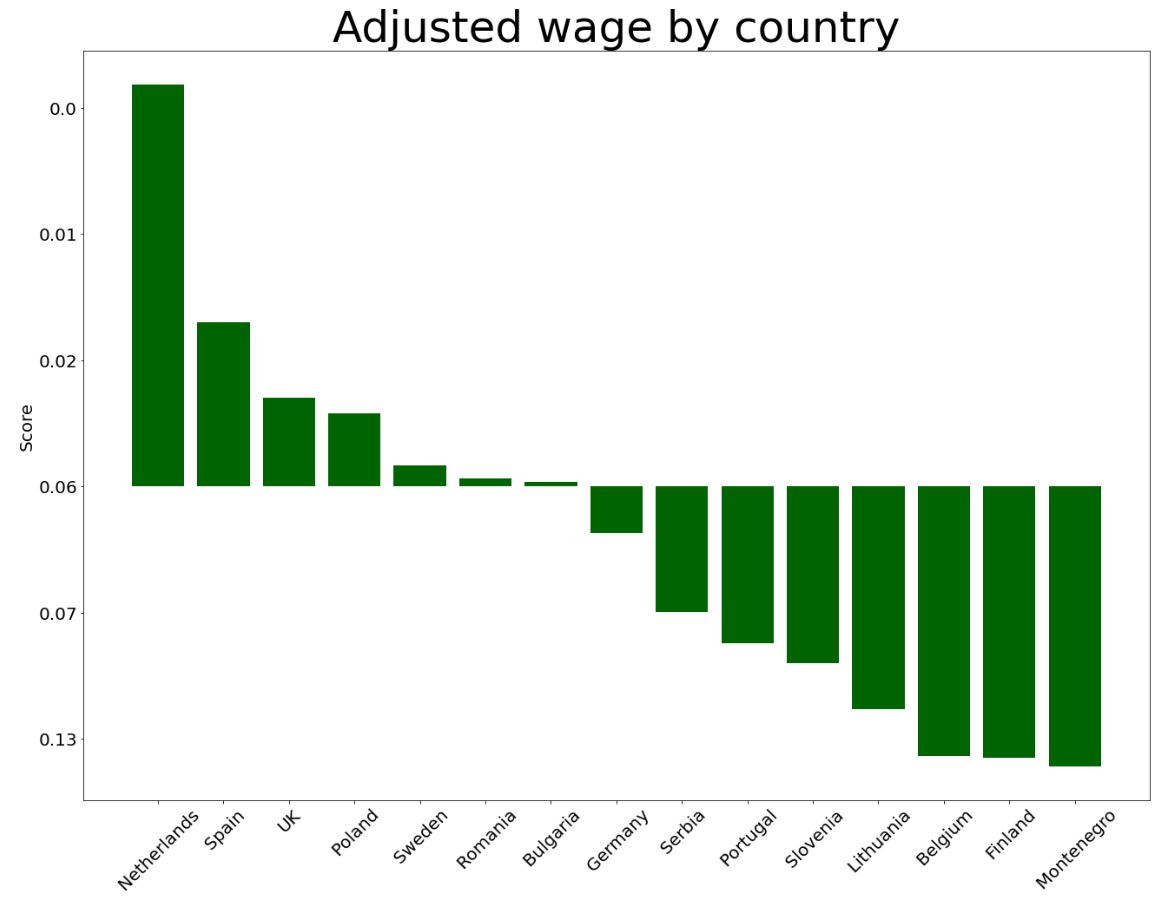 Adjusted wage by country
Score
0.0
0.01
0.02
0.06
0.07
0.13
Netherlands
Spain
UK
Poland
Sweden
Romania
Bulgaria
Germany
Serbia
Portugal
Slovenia
Lithuania
Belgium
Finland
Montenegro